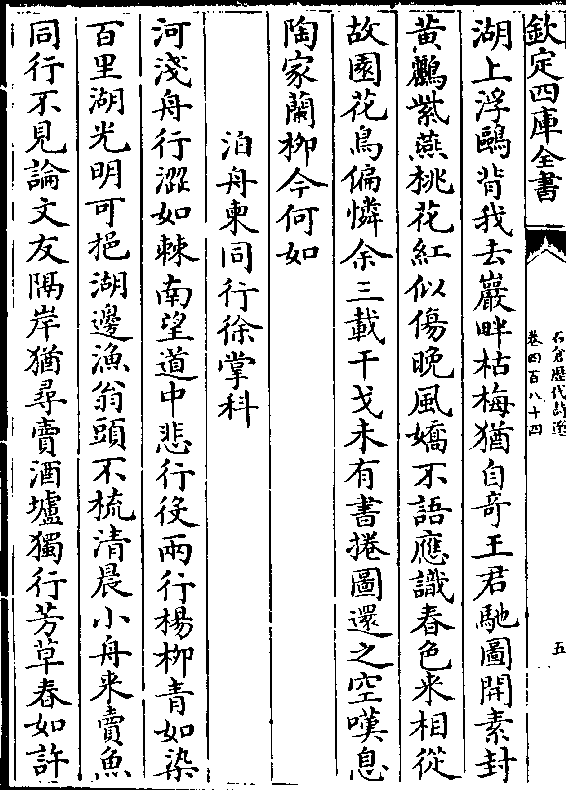 欽定四庫全書
石倉歷代詩選
卷四百八十四
五
湖上浮鷗背我去巖畔枯梅猶自奇王君馳圖開素封
黃鸝紫燕桃花紅似傷晚風嬌不語應識春色來相從
故園花鳥偏憐余三載干戈未有書捲圖還之空嘆息
陶家蘭柳今何如
泊舟柬同行徐掌科
河淺舟行澀如棘南望道中悲行役兩行楊柳青如染
百里湖光明可挹湖邊漁翁頭不梳清晨小舟来賣魚
同行不見論文友隔岸猶尋賣酒壚獨行芳草春如許